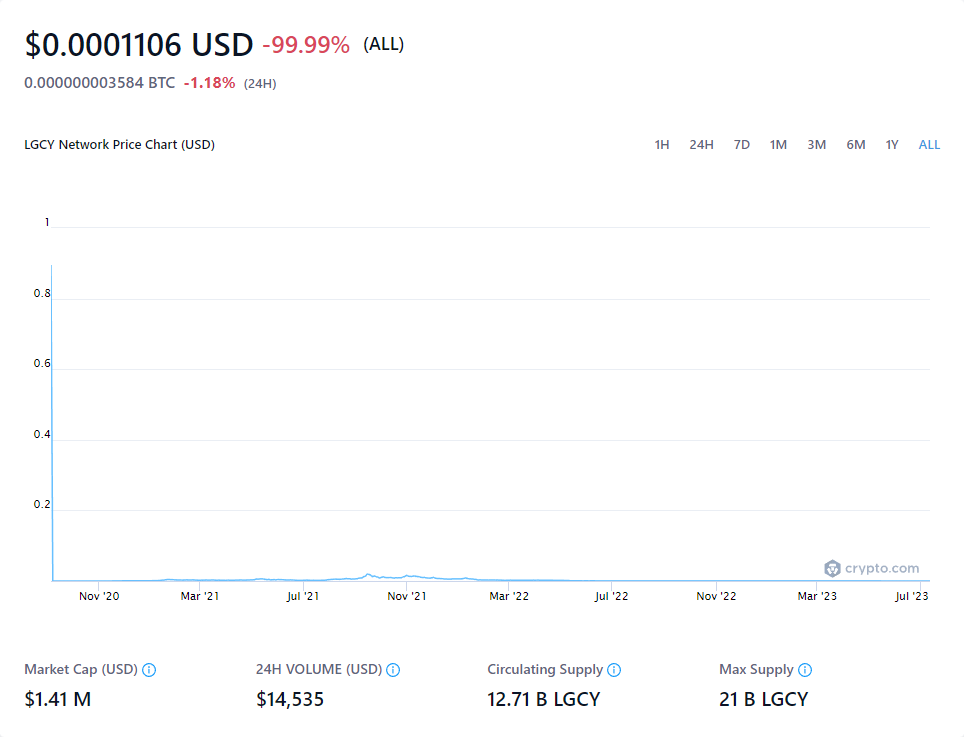 $0.0001106 USD -99.99% (ALL)
0.000000003584 BTC -1.18% (24H)
LGCY Network Price Chart (USD) 1H 24H 7D 1M 3M 6M 1Y ALL
1
0.8
0.6
0.4
0.2
crypto.com
Nov '20 Mar '21 Jul '21 Nov '21 Mar '22 Jul '22 Nov '22 Mar '23 Jul '23
Market Cap (USD) 24H VOLUME (USD) Circulating Supply Max Supply
$1.41 M $14,535 12.71 B LGCY 21 B LGCY